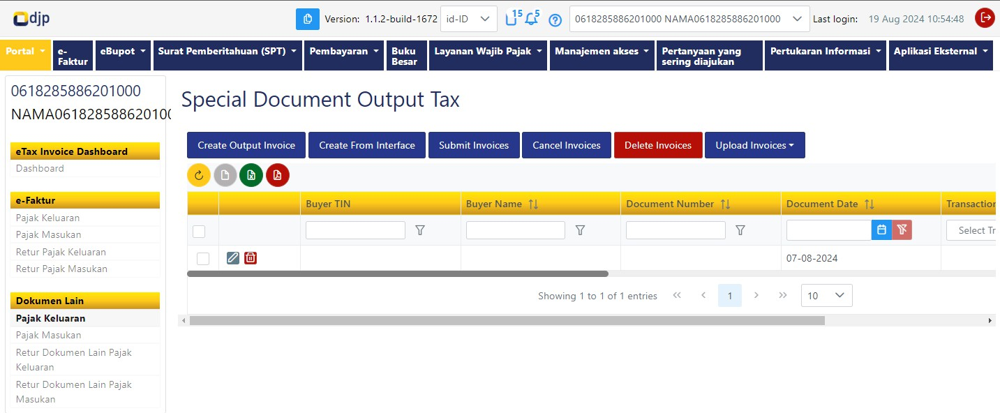 djp
Version: 1.1.2-build-1672
id-ID
15
5
0618285886201000 NAMA0618285886201000
Last login: 19 Aug 2024 10:54:48
Portal
e-Faktur
eBupot
Surat Pemberitahuan (SPT)
Pembayaran
Buku Besar
Layanan Wajib Pajak
Manajemen akses
Pertanyaan yang sering diajukan
Pertukaran Informasi
Aplikasi Eksternal
0618285886201000
NAMA061828588620100
eTax Invoice Dashboard
Dashboard
e-Faktur
Pajak Keluaran
Pajak Masukan
Retur Pajak Keluaran
Retur Pajak Masukan
Dokumen Lain
Pajak Keluaran
Pajak Masukan
Retur Dokumen Lain Pajak
Keluaran
Retur Dokumen Lain Pajak
Masukan
Special Document Output Tax
Create Output Invoice
Create From Interface
Submit Invoices
Cancel Invoices
Delete Invoices
Upload Invoices
Buyer TIN
Buyer Name
Document Number
Document Date
Transaction
Select Tr
07-08-2024
Showing 1 to 1 of 1 entries
1
10